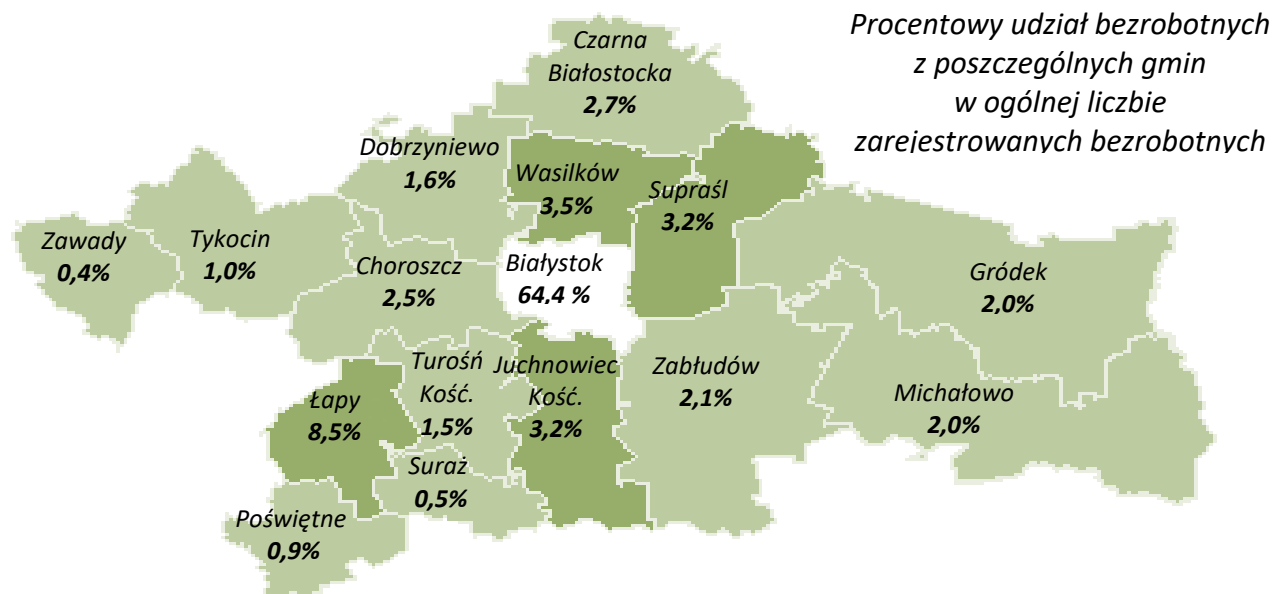 Procentowy udział bezrobotnych
z poszczególnych gmin
w ogólnej liczbie
zarejestrowanych bezrobotnych
Czarna
Białostocka
2,7%
Dobrzyniewo
1,6%
Wasilków
3,5%
Supraśl
3,2%
Zawady
0,4%
Tykocin
1,0%
Choroszcz
2,5%
Białystok
64,4 %
Gródek
2,0%
Łapy
8,5%
Turośń
Kość.
1,5%
Juchnowiec
Kość.
3,2%
Zabłudów
2,1%
Michałowo
2,0%
Suraż
0,5%
Poświętne
0,9%